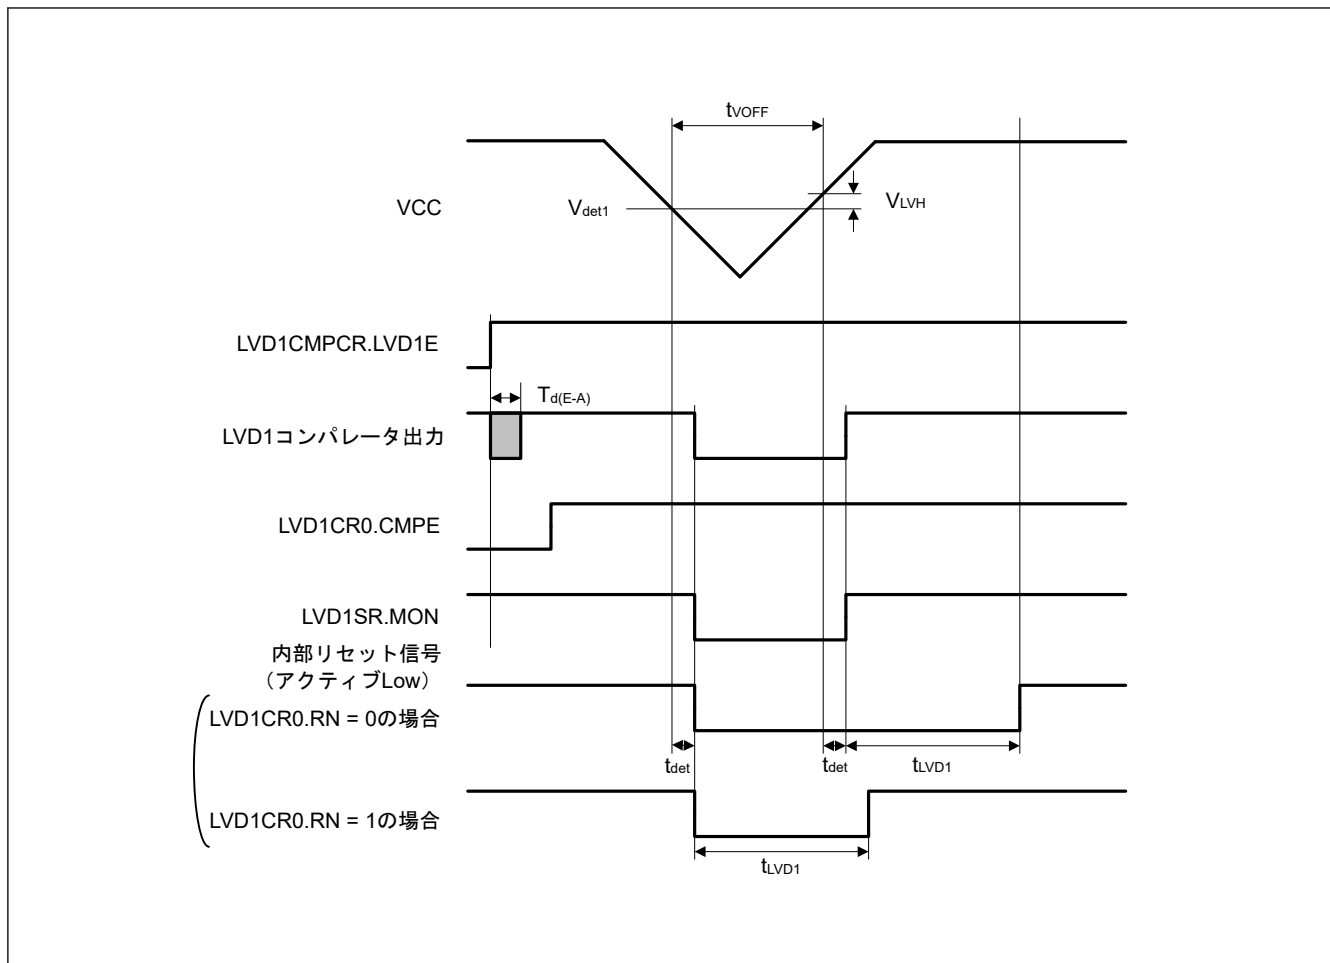 tVOFF
VCC
Vdet1
VLVH
LVD1CMPCR.LVD1E
Td(E-A)
LVD1コンパレータ出力
LVD1CR0.CMPE
LVD1SR.MON
内部リセット信号
（アクティブLow）
LVD1CR0.RN = 0の場合
tdet
tdet
tLVD1
LVD1CR0.RN = 1の場合
tLVD1